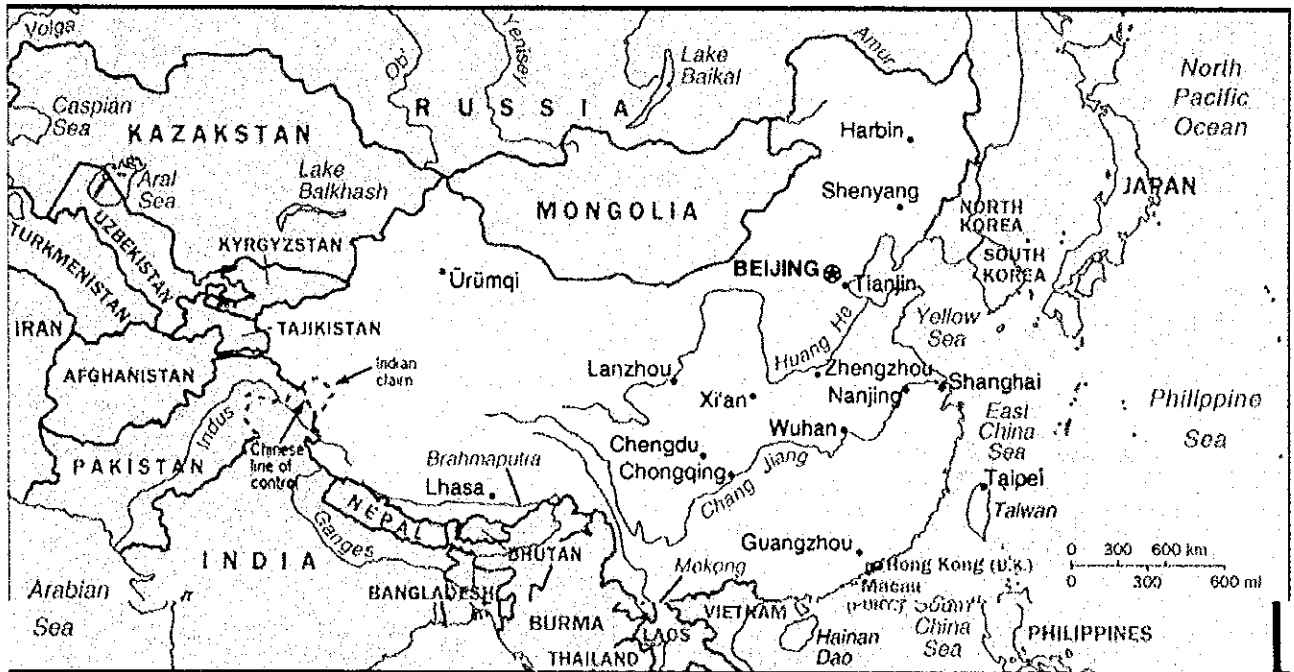 Volga
Ob'
Yenisey
Lake
Baikal
Amur
North
Pacific
Ocean
Caspian
Sea
RUSSIA
KAZAKSTAN
Harbin
Aral
Sea
Lake
Balkhash
Shenyang
JAPAN
MONGOLIA
NORTH
KOREA
UZBEKISTAN
KYRGYZSTAN
TURKMENISTAN
SOUTH
KOREA
BEIJING
Ürümqi
Tianjin
IRAN
TAJIKISTAN
Yellow
Sea
Huang He
AFGHANISTAN
Indian
claim
Lanzhou
Zhengzhou
Shanghai
Xi'an
Nanjing
Indus
East
China
Sea
Philippine
Sea
Wuhan
Chinese
line of
control
Chengdu
PAKISTAN
Brahmaputra
Chongqing
Chang Jiang
Lhasa
Taipei
NEPAL
Taiwan
Ganges
Guangzhou
BHUTAN
INDIA
0 300 600 km
Mekong
Hong Kong (U.K.)
0 300 600 mi
BANGLADESH
Macau
Arabian
Sea
VIETNAM
(Port.)
South
China
Sea
BURMA
LAOS
Hainan
Dao
PHILIPPINES
THAILAND